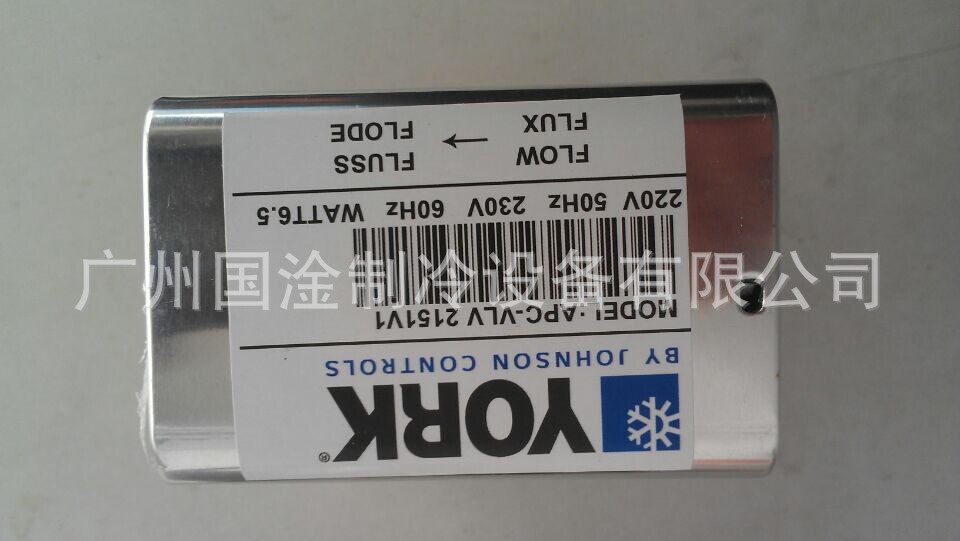 YORK®
BY JOHNSON CONTROLS
MODEL: APC-VLV 2151V1
220V 50Hz 230V 60Hz WATT6.5
FLOW → FLUSS
FLUX FLODE
广州国淦制冷设备有限公司